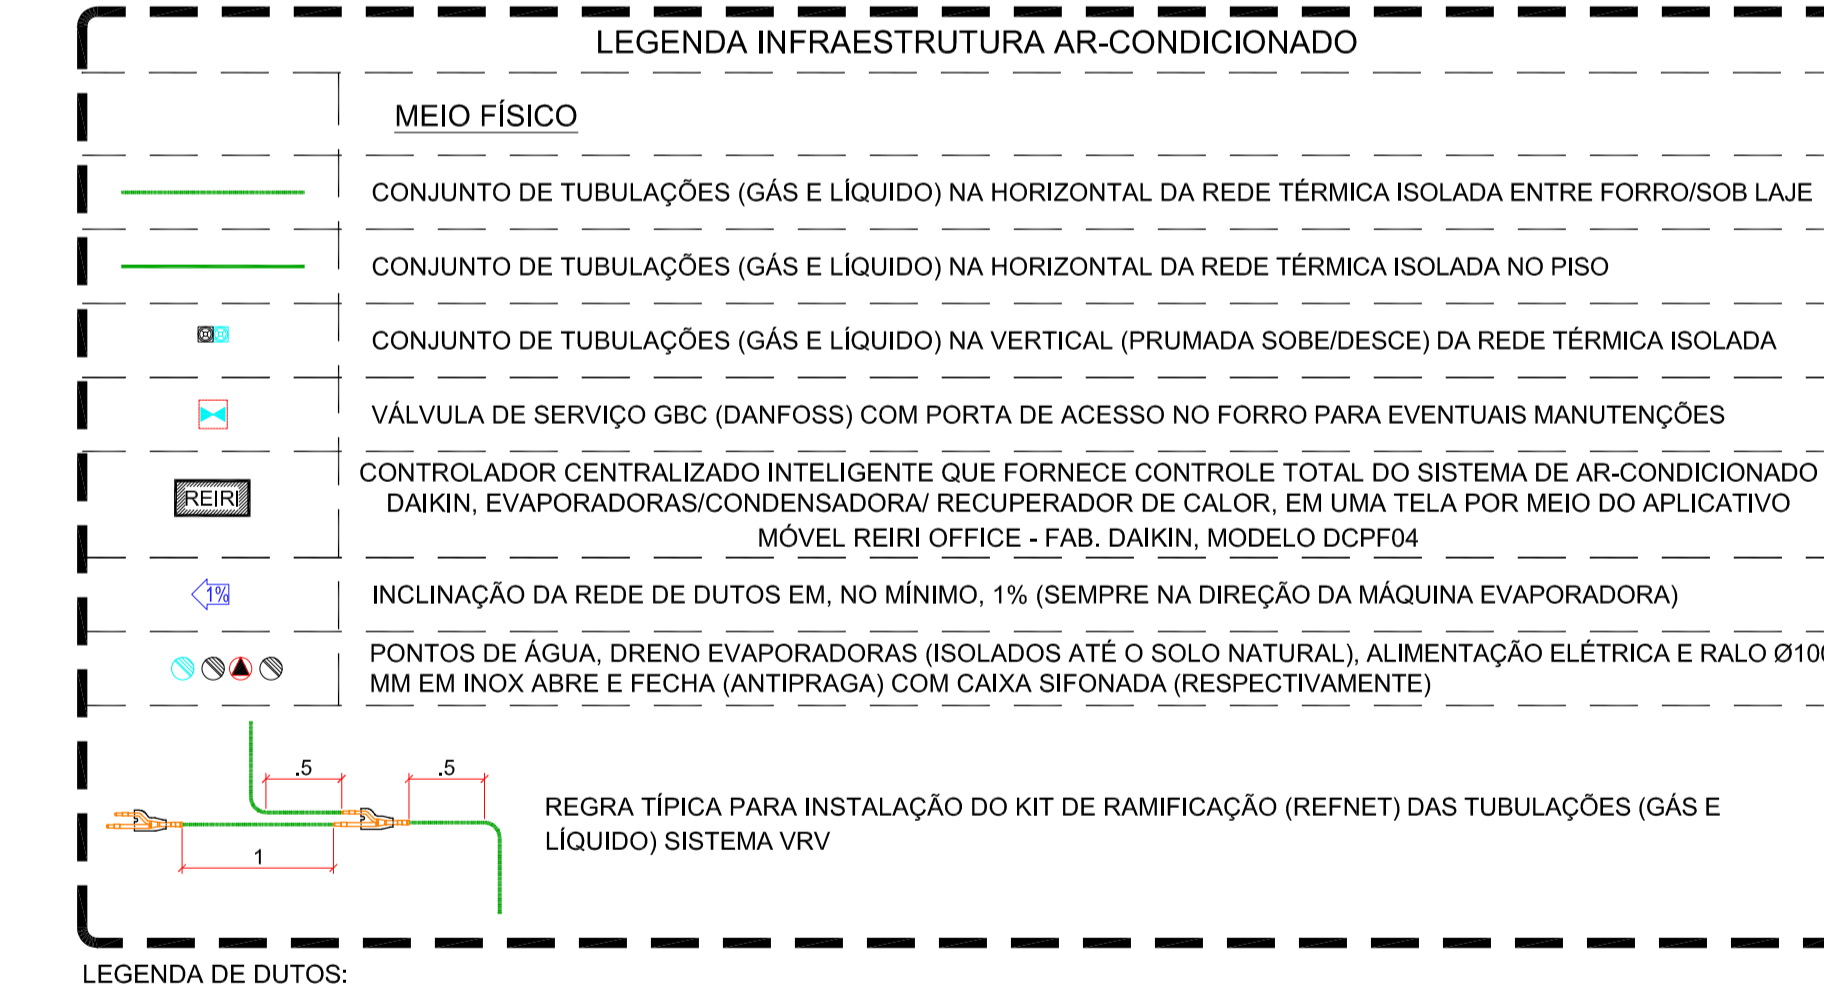 LEGENDA INFRAESTRUTURA AR-CONDICIONADO
MEIO FÍSICO
CONJUNTO DE TUBULAÇÕES (GÁS E LÍQUIDO) NA HORIZONTAL DA REDE TÉRMICA ISOLADA ENTRE FORRO/SOB LAJE
CONJUNTO DE TUBULAÇÕES (GÁS E LÍQUIDO) NA HORIZONTAL DA REDE TÉRMICA ISOLADA NO PISO
CONJUNTO DE TUBULAÇÕES (GÁS E LÍQUIDO) NA VERTICAL (PRUMADA SOBE/DESCE) DA REDE TÉRMICA ISOLADA
VÁLVULA DE SERVIÇO GBC (DANFOSS) COM PORTA DE ACESSO NO FORRO PARA EVENTUAIS MANUTENÇÕES
REIRI
CONTROLADOR CENTRALIZADO INTELIGENTE QUE FORNECE CONTROLE TOTAL DO SISTEMA DE AR-CONDICIONADO
DAIKIN, EVAPORADORAS/CONDENSADORA/ RECUPERADOR DE CALOR, EM UMA TELA POR MEIO DO APLICATIVO
MÓVEL REIRI OFFICE - FAB. DAIKIN, MODELO DCPF04
1%
INCLINAÇÃO DA REDE DE DUTOS EM, NO MÍNIMO, 1% (SEMPRE NA DIREÇÃO DA MÁQUINA EVAPORADORA)
PONTOS DE ÁGUA, DRENO EVAPORADORAS (ISOLADOS ATÉ O SOLO NATURAL), ALIMENTAÇÃO ELÉTRICA E RALO Ø100
MM EM INOX ABRE E FECHA (ANTIPRAGA) COM CAIXA SIFONADA (RESPECTIVAMENTE)
.5
.5
1
REGRA TÍPICA PARA INSTALAÇÃO DO KIT DE RAMIFICAÇÃO (REFNET) DAS TUBULAÇÕES (GÁS E
LÍQUIDO) SISTEMA VRV
LEGENDA DE DUTOS: